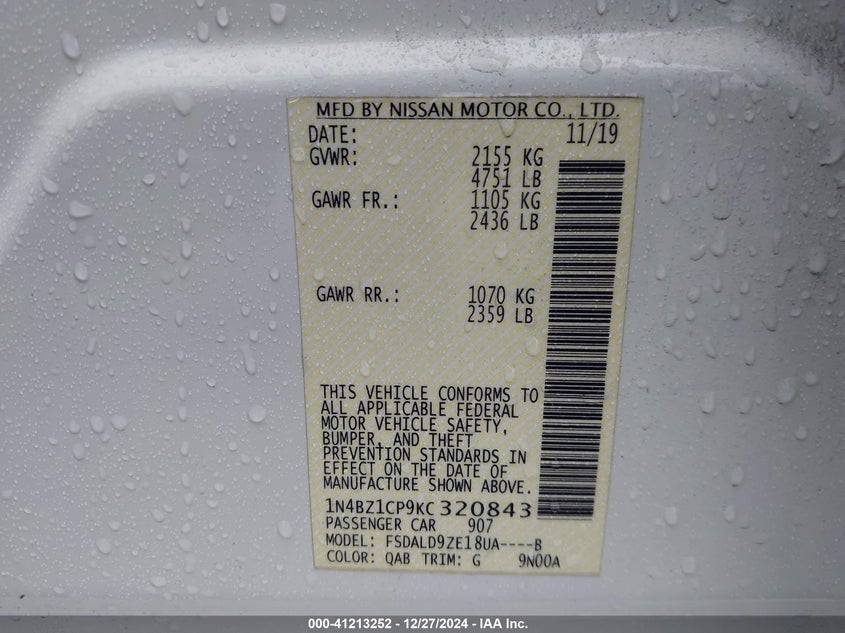 MFD BY NISSAN MOTOR CO., LTD.
DATE: 11/19
GVWR: 2155 KG
4751 LB
GAWR FR.: 1105 KG
2436 LB
GAWR RR.: 1070 KG
2359 LB
THIS VEHICLE CONFORMS TO
ALL APPLICABLE FEDERAL
MOTOR VEHICLE SAFETY,
BUMPER, AND THEFT
PREVENTION STANDARDS IN
EFFECT ON THE DATE OF
MANUFACTURE SHOWN ABOVE.
1N4BZ1CP9KC 320843
PASSENGER CAR 907
MODEL: FSDALD9ZE18UA----B
COLOR: QAB TRIM: G 9N00A
000-41213252 - 12/27/2024 - IAA Inc.